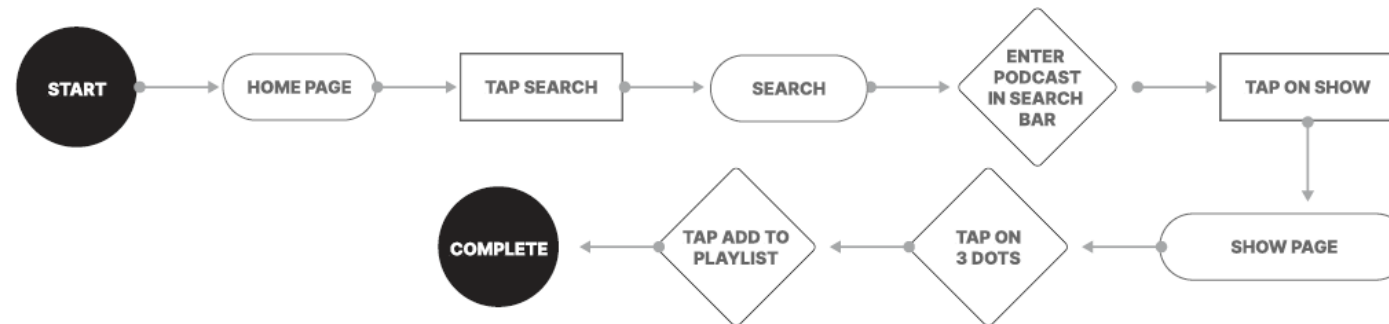 START
HOME PAGE
TAP SEARCH
SEARCH
ENTER
PODCAST
IN SEARCH
BAR
TAP ON SHOW
SHOW PAGE
TAP ON
3 DOTS
TAP ADD TO
PLAYLIST
COMPLETE